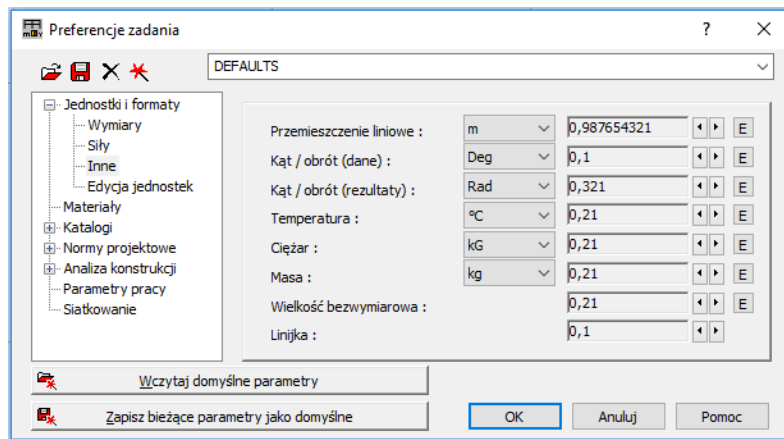 Preferencje zadania
?
DEFAULTS
Jednostki i formaty
Wymiary
Siły
Inne
Edycja jednostek
Materiały
Katalogi
Normy projektowe
Analiza konstrukcji
Parametry pracy
Siatkowanie
Przemieszczenie liniowe : m 0,987654321 E
Kąt / obrót (dane) : Deg 0,1 E
Kąt / obrót (rezultaty) : Rad 0,321 E
Temperatura : °C 0,21 E
Ciężar : kG 0,21 E
Masa : kg 0,21 E
Wielkość bezwymiarowa : 0,21 E
Linijka : 0,1
Wczytaj domyślne parametry
Zapisz bieżące parametry jako domyślne
OK Anuluj Pomoc